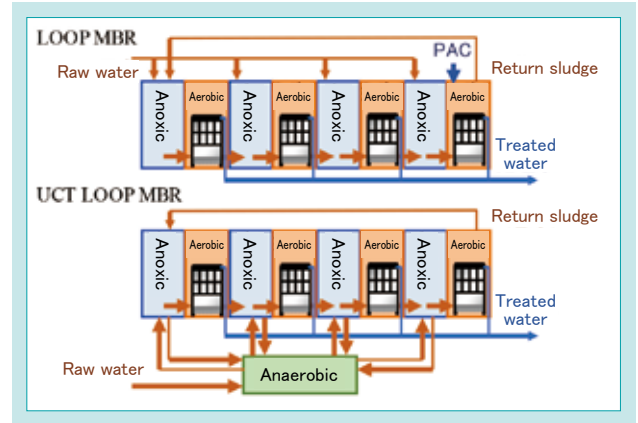 LOOP MBR
PAC
Raw water
Return sludge
Anoxic
Aerobic
Anoxic
Aerobic
Anoxic
Aerobic
Anoxic
Aerobic
Treated
water
UCT LOOP MBR
Return sludge
Anoxic
Aerobic
Anoxic
Aerobic
Anoxic
Aerobic
Anoxic
Aerobic
Treated
water
Raw water
Anaerobic